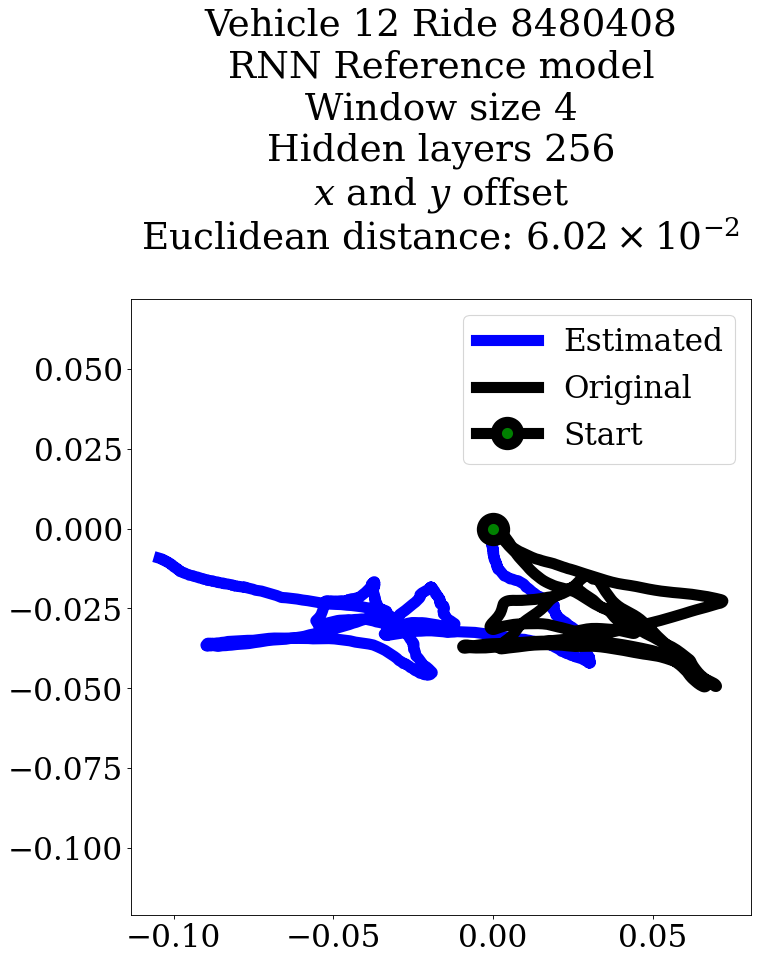 Vehicle 12 Ride 8480408
RNN Reference model
Window size 4
Hidden layers 256
x and y offset
Euclidean distance: 6.02 × 10⁻²
Estimated
Original
Start
0.050
0.025
0.000
−0.025
−0.050
−0.075
−0.100
−0.10 −0.05 0.00 0.05